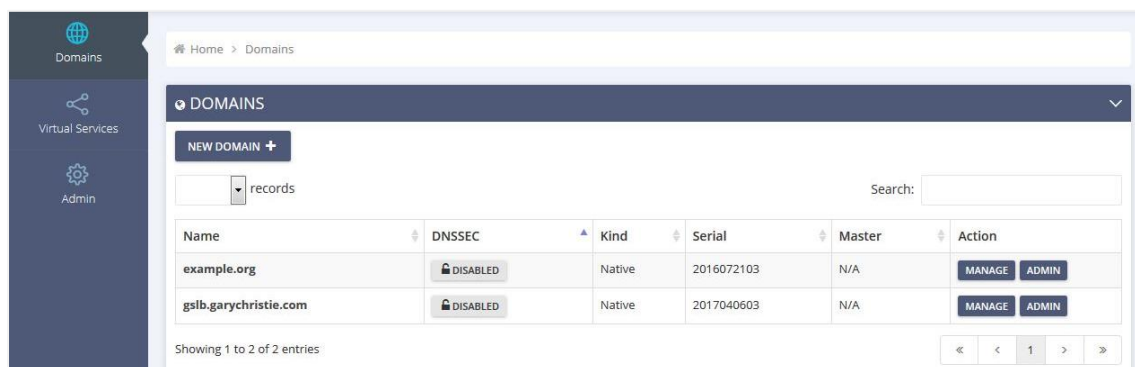 Domains
Virtual Services
Admin
Home > Domains
DOMAINS
NEW DOMAIN +
records
Search:
Name DNSSEC Kind Serial Master Action
example.org DISABLED Native 2016072103 N/A MANAGE ADMIN
gslb.garychristie.com DISABLED Native 2017040603 N/A MANAGE ADMIN
Showing 1 to 2 of 2 entries
« < 1 > »